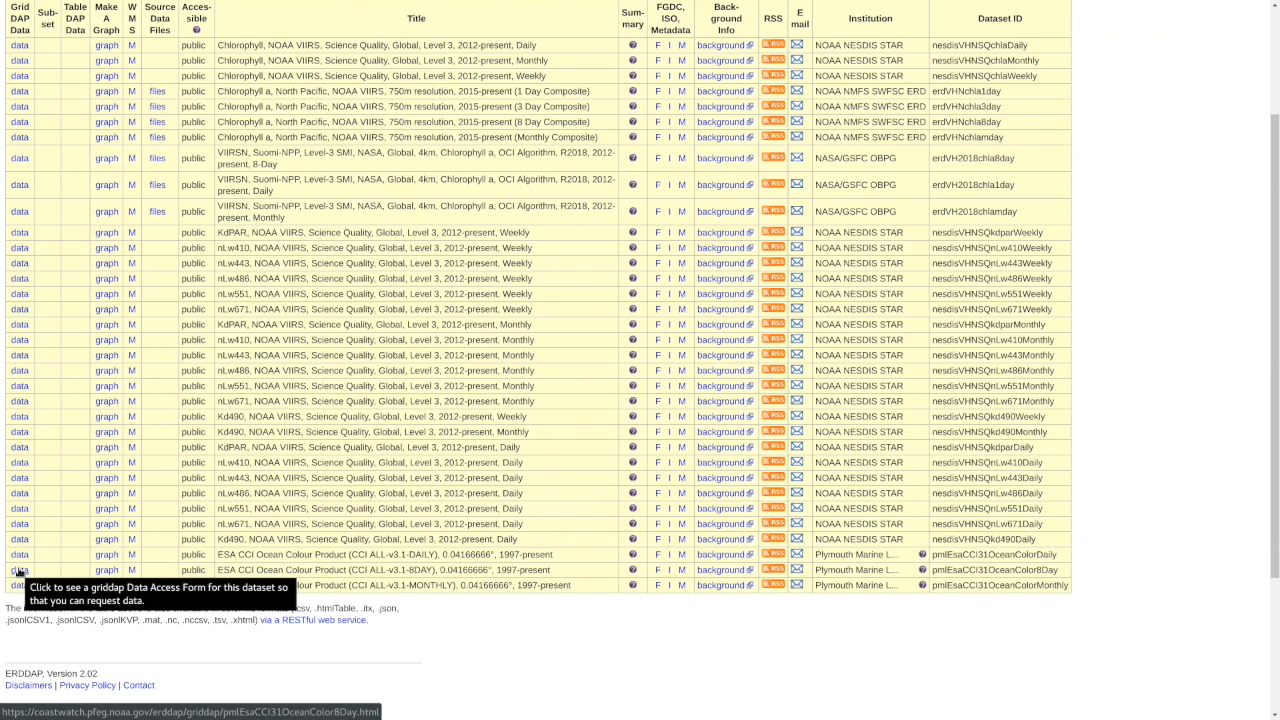 Grid DAP Data | Sub-set | Table DAP Data | Make A Graph | W M S | Source Data Files | Acces-sible | Title | Sum-mary | FGDC, ISO, Metadata | Back-ground Info | RSS | E mail | Institution | Dataset ID
data graph M public Chlorophyll, NOAA VIIRS, Science Quality, Global, Level 3, 2012-present, Daily F I M background RSS NOAA NESDIS STAR nesdisVHNSQchlaDaily
data graph M public Chlorophyll, NOAA VIIRS, Science Quality, Global, Level 3, 2012-present, Monthly F I M background RSS NOAA NESDIS STAR nesdisVHNSQchlaMonthly
data graph M public Chlorophyll, NOAA VIIRS, Science Quality, Global, Level 3, 2012-present, Weekly F I M background RSS NOAA NESDIS STAR nesdisVHNSQchlaWeekly
data graph M files public Chlorophyll a, North Pacific, NOAA VIIRS, 750m resolution, 2015-present (1 Day Composite) F I M background RSS NOAA NMFS SWFSC ERD erdVHNchla1day
data graph M files public Chlorophyll a, North Pacific, NOAA VIIRS, 750m resolution, 2015-present (3 Day Composite) F I M background RSS NOAA NMFS SWFSC ERD erdVHNchla3day
data graph M files public Chlorophyll a, North Pacific, NOAA VIIRS, 750m resolution, 2015-present (8 Day Composite) F I M background RSS NOAA NMFS SWFSC ERD erdVHNchla8day
data graph M files public Chlorophyll a, North Pacific, NOAA VIIRS, 750m resolution, 2015-present (Monthly Composite) F I M background RSS NOAA NMFS SWFSC ERD erdVHNchlamday
data graph M files public VIIRSN, Suomi-NPP, Level-3 SMI, NASA, Global, 4km, Chlorophyll a, OCI Algorithm, R2018, 2012-present, 8-Day F I M background RSS NASA/GSFC OBPG erdVH2018chla8day
data graph M files public VIIRSN, Suomi-NPP, Level-3 SMI, NASA, Global, 4km, Chlorophyll a, OCI Algorithm, R2018, 2012-present, Daily F I M background RSS NASA/GSFC OBPG erdVH2018chla1day
data graph M files public VIIRSN, Suomi-NPP, Level-3 SMI, NASA, Global, 4km, Chlorophyll a, OCI Algorithm, R2018, 2012-present, Monthly F I M background RSS NASA/GSFC OBPG erdVH2018chlamday
data graph M public KdPAR, NOAA VIIRS, Science Quality, Global, Level 3, 2012-present, Weekly F I M background RSS NOAA NESDIS STAR nesdisVHNSQkdparWeekly
data graph M public nLw410, NOAA VIIRS, Science Quality, Global, Level 3, 2012-present, Weekly F I M background RSS NOAA NESDIS STAR nesdisVHNSQnLw410Weekly
data graph M public nLw443, NOAA VIIRS, Science Quality, Global, Level 3, 2012-present, Weekly F I M background RSS NOAA NESDIS STAR nesdisVHNSQnLw443Weekly
data graph M public nLw486, NOAA VIIRS, Science Quality, Global, Level 3, 2012-present, Weekly F I M background RSS NOAA NESDIS STAR nesdisVHNSQnLw486Weekly
data graph M public nLw551, NOAA VIIRS, Science Quality, Global, Level 3, 2012-present, Weekly F I M background RSS NOAA NESDIS STAR nesdisVHNSQnLw551Weekly
data graph M public nLw671, NOAA VIIRS, Science Quality, Global, Level 3, 2012-present, Weekly F I M background RSS NOAA NESDIS STAR nesdisVHNSQnLw671Weekly
data graph M public KdPAR, NOAA VIIRS, Science Quality, Global, Level 3, 2012-present, Monthly F I M background RSS NOAA NESDIS STAR nesdisVHNSQkdparMonthly
data graph M public nLw410, NOAA VIIRS, Science Quality, Global, Level 3, 2012-present, Monthly F I M background RSS NOAA NESDIS STAR nesdisVHNSQnLw410Monthly
data graph M public nLw443, NOAA VIIRS, Science Quality, Global, Level 3, 2012-present, Monthly F I M background RSS NOAA NESDIS STAR nesdisVHNSQnLw443Monthly
data graph M public nLw486, NOAA VIIRS, Science Quality, Global, Level 3, 2012-present, Monthly F I M background RSS NOAA NESDIS STAR nesdisVHNSQnLw486Monthly
data graph M public nLw551, NOAA VIIRS, Science Quality, Global, Level 3, 2012-present, Monthly F I M background RSS NOAA NESDIS STAR nesdisVHNSQnLw551Monthly
data graph M public nLw671, NOAA VIIRS, Science Quality, Global, Level 3, 2012-present, Monthly F I M background RSS NOAA NESDIS STAR nesdisVHNSQnLw671Monthly
data graph M public Kd490, NOAA VIIRS, Science Quality, Global, Level 3, 2012-present, Weekly F I M background RSS NOAA NESDIS STAR nesdisVHNSQkd490Weekly
data graph M public Kd490, NOAA VIIRS, Science Quality, Global, Level 3, 2012-present, Monthly F I M background RSS NOAA NESDIS STAR nesdisVHNSQkd490Monthly
data graph M public KdPAR, NOAA VIIRS, Science Quality, Global, Level 3, 2012-present, Daily F I M background RSS NOAA NESDIS STAR nesdisVHNSQkdparDaily
data graph M public nLw410, NOAA VIIRS, Science Quality, Global, Level 3, 2012-present, Daily F I M background RSS NOAA NESDIS STAR nesdisVHNSQnLw410Daily
data graph M public nLw443, NOAA VIIRS, Science Quality, Global, Level 3, 2012-present, Daily F I M background RSS NOAA NESDIS STAR nesdisVHNSQnLw443Daily
data graph M public nLw486, NOAA VIIRS, Science Quality, Global, Level 3, 2012-present, Daily F I M background RSS NOAA NESDIS STAR nesdisVHNSQnLw486Daily
data graph M public nLw551, NOAA VIIRS, Science Quality, Global, Level 3, 2012-present, Daily F I M background RSS NOAA NESDIS STAR nesdisVHNSQnLw551Daily
data graph M public nLw671, NOAA VIIRS, Science Quality, Global, Level 3, 2012-present, Daily F I M background RSS NOAA NESDIS STAR nesdisVHNSQnLw671Daily
data graph M public Kd490, NOAA VIIRS, Science Quality, Global, Level 3, 2012-present, Daily F I M background RSS NOAA NESDIS STAR nesdisVHNSQkd490Daily
data graph M public ESA CCI Ocean Colour Product (CCI ALL-v3.1-DAILY), 0.04166666°, 1997-present F I M background RSS Plymouth Marine L... pmlEsaCCI31OceanColorDaily
data graph M public ESA CCI Ocean Colour Product (CCI ALL-v3.1-8DAY), 0.04166666°, 1997-present F I M background RSS Plymouth Marine L... pmlEsaCCI31OceanColor8Day
data lour Product (CCI ALL-v3.1-MONTHLY), 0.04166666°, 1997-present F I M background RSS Plymouth Marine L... pmlEsaCCI31OceanColorMonthly
Click to see a griddap Data Access Form for this dataset so
that you can request data.
The .csv, .htmlTable, .itx, .json,
.jsonlCSV1, .jsonlCSV, .jsonlKVP, .mat, .nc, .nccsv, .tsv, .xhtml) via a RESTful web service.
ERDDAP, Version 2.02
Disclaimers | Privacy Policy | Contact
https://coastwatch.pfeg.noaa.gov/erddap/griddap/pmlEsaCCI31OceanColor8Day.html